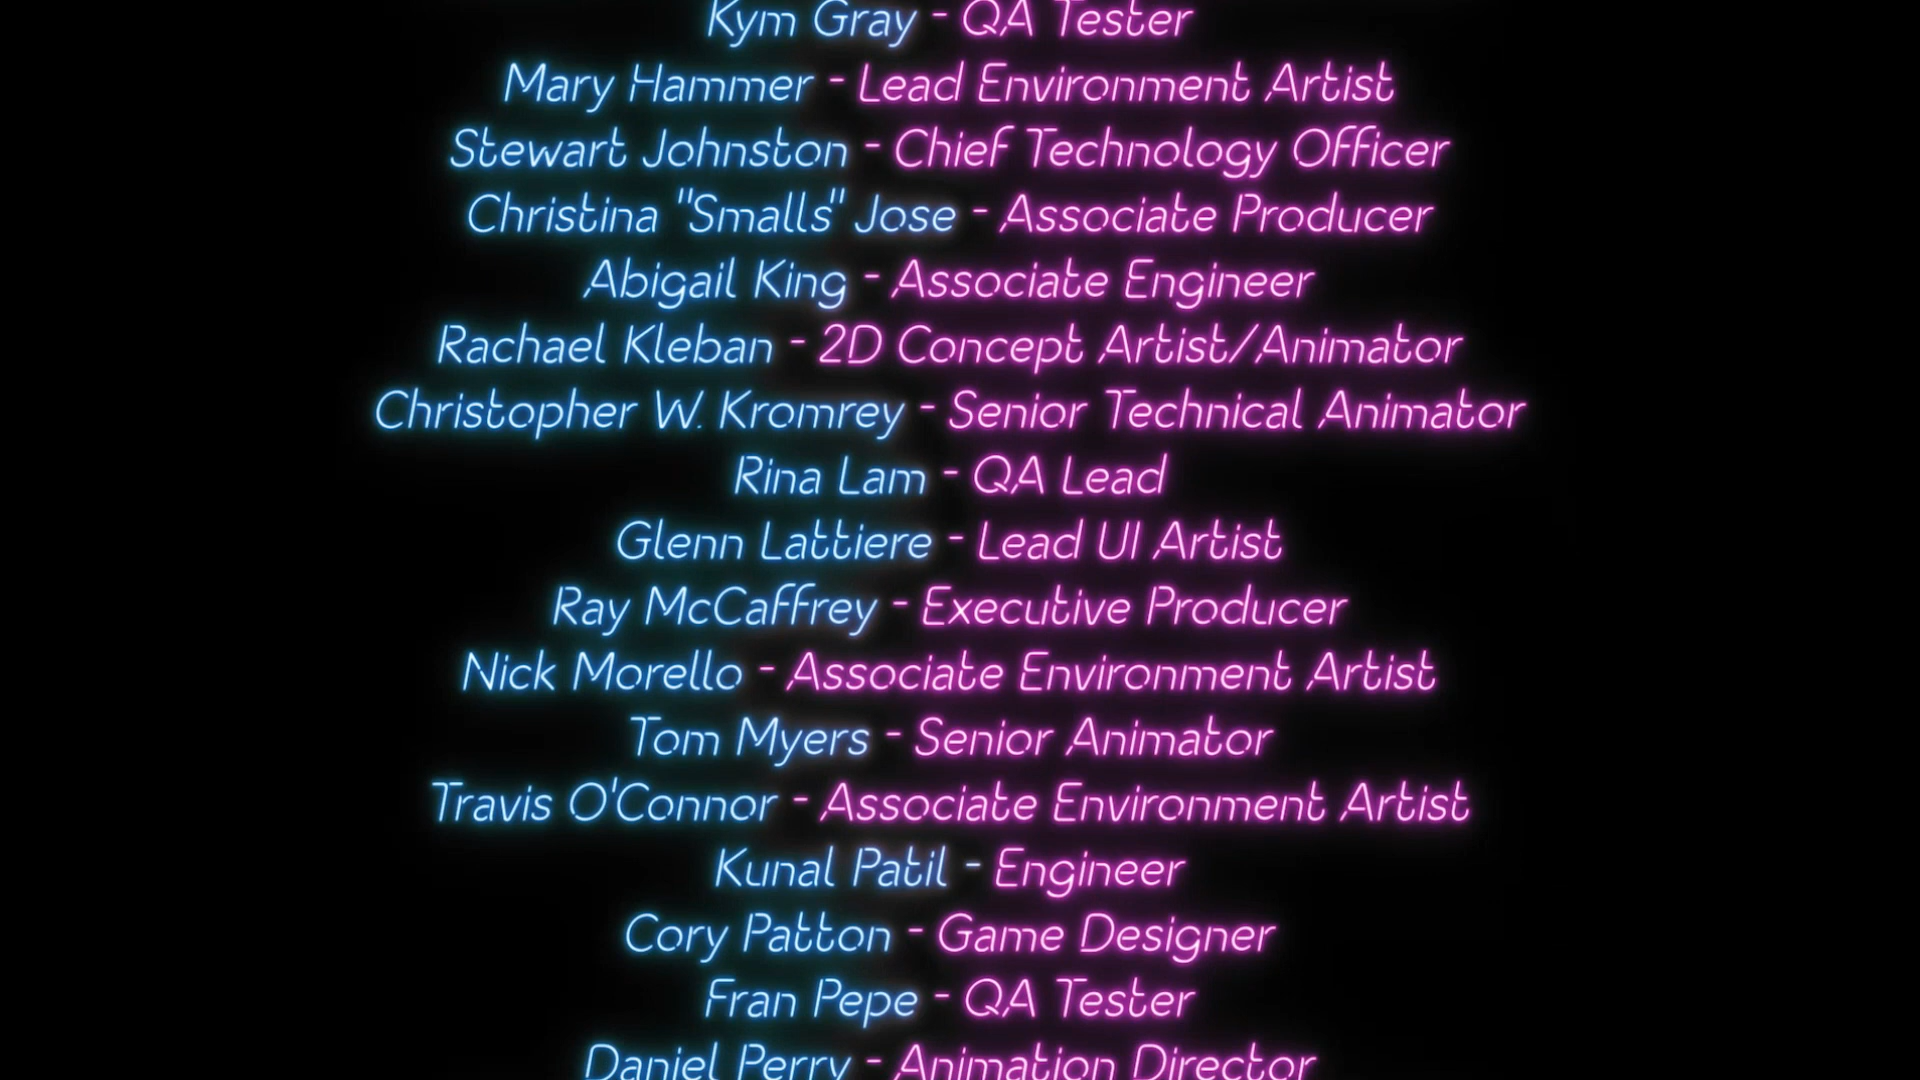 Kym Gray - QA Tester
Mary Hammer - Lead Environment Artist
Stewart Johnston - Chief Technology Officer
Christina "Smalls" Jose - Associate Producer
Abigail King - Associate Engineer
Rachael Kleban - 2D Concept Artist/Animator
Christopher W. Kromrey - Senior Technical Animator
Rina Lam - QA Lead
Glenn Lattiere - Lead UI Artist
Ray McCaffrey - Executive Producer
Nick Morello - Associate Environment Artist
Tom Myers - Senior Animator
Travis O'Connor - Associate Environment Artist
Kunal Patil - Engineer
Cory Patton - Game Designer
Fran Pepe - QA Tester
Daniel Perry - Animation Director